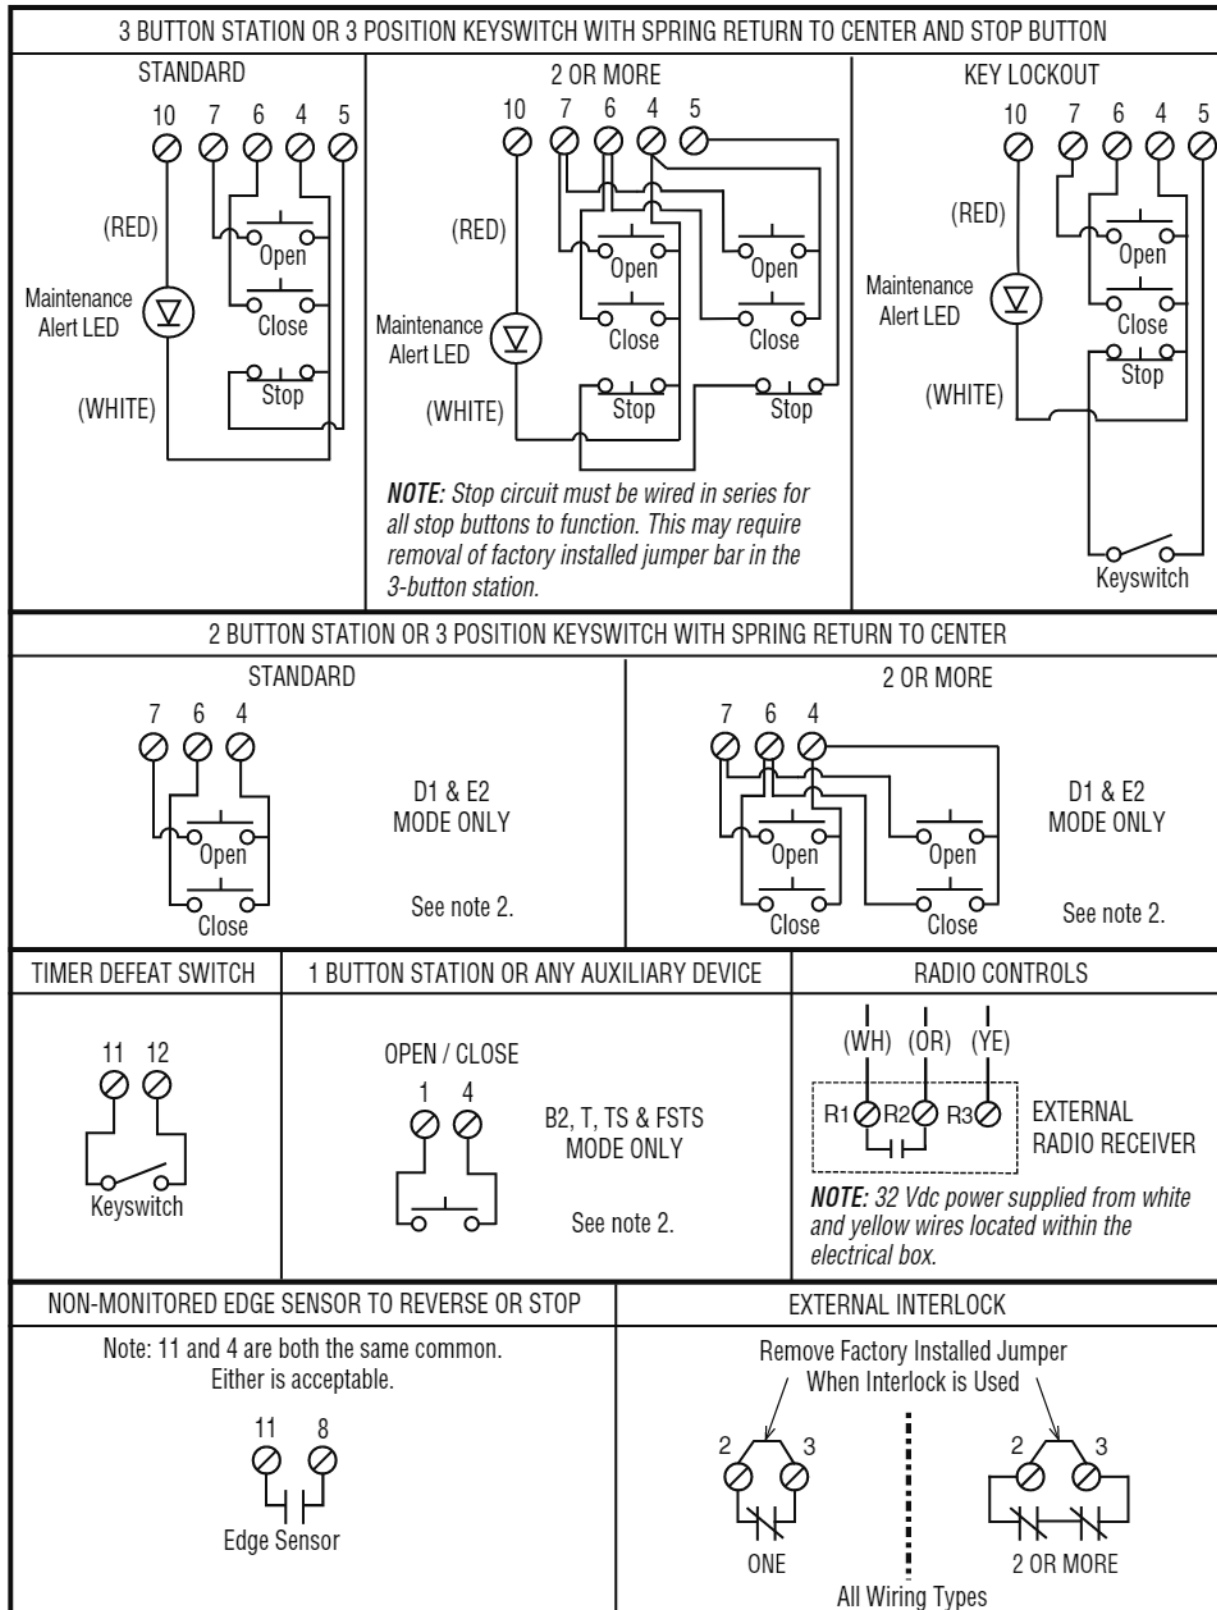 3 BUTTON STATION OR 3 POSITION KEYSWITCH WITH SPRING RETURN TO CENTER AND STOP BUTTON
STANDARD
10 7 6 4 5
(RED)
Open
Maintenance
Alert LED
Close
(WHITE)
Stop
2 OR MORE
10 7 6 4 5
(RED)
Open
Open
Maintenance
Alert LED
Close
Close
(WHITE)
Stop
Stop
NOTE: Stop circuit must be wired in series for
all stop buttons to function. This may require
removal of factory installed jumper bar in the
3-button station.
KEY LOCKOUT
10 7 6 4 5
(RED)
Open
Maintenance
Alert LED
Close
Stop
(WHITE)
Keyswitch
2 BUTTON STATION OR 3 POSITION KEYSWITCH WITH SPRING RETURN TO CENTER
STANDARD
7 6 4
Open
Close
D1 & E2
MODE ONLY
See note 2.
2 OR MORE
7 6 4
Open
Open
Close
Close
D1 & E2
MODE ONLY
See note 2.
TIMER DEFEAT SWITCH
11 12
Keyswitch
1 BUTTON STATION OR ANY AUXILIARY DEVICE
OPEN / CLOSE
1 4
B2, T, TS & FSTS
MODE ONLY
See note 2.
RADIO CONTROLS
(WH) (OR) (YE)
R1 R2 R3
EXTERNAL
RADIO RECEIVER
NOTE: 32 Vdc power supplied from white
and yellow wires located within the
electrical box.
NON-MONITORED EDGE SENSOR TO REVERSE OR STOP
Note: 11 and 4 are both the same common.
Either is acceptable.
11 8
Edge Sensor
EXTERNAL INTERLOCK
Remove Factory Installed Jumper
When Interlock is Used
2 3
ONE
2 3
2 OR MORE
All Wiring Types